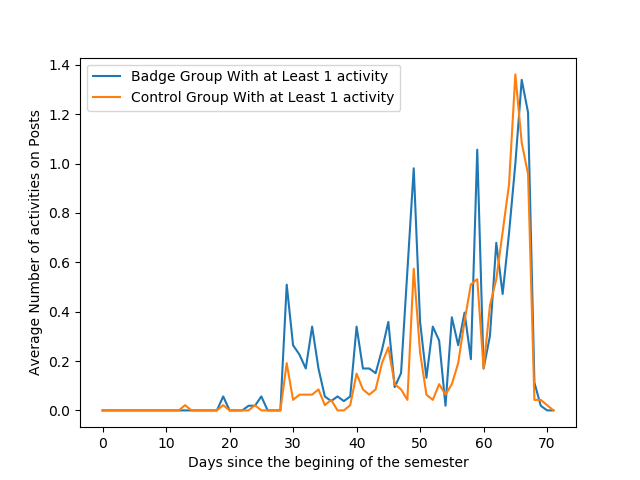 Badge Group With at Least 1 activity
Control Group With at Least 1 activity
Average Number of activities on Posts
1.4
1.2
1.0
0.8
0.6
0.4
0.2
0.0
0 10 20 30 40 50 60 70
Days since the begining of the semester